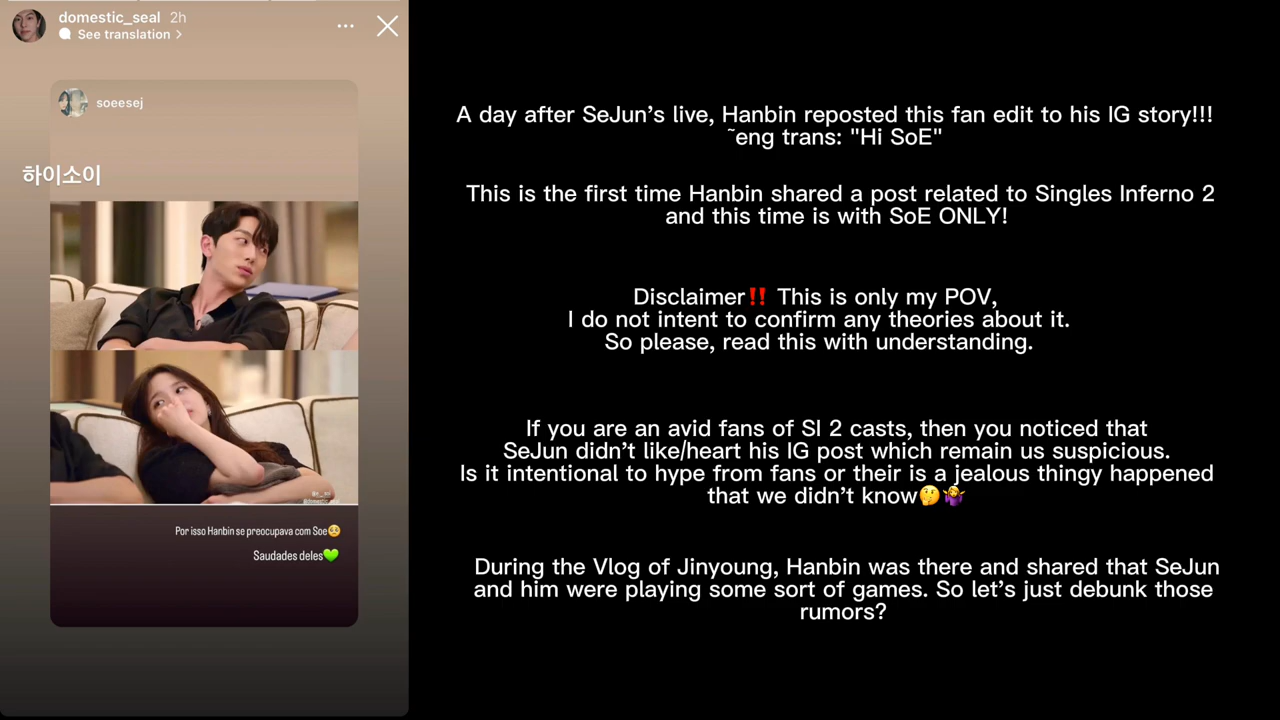 domestic_seal 2h
See translation >
soeesej
하이소이
Por isso Hanbin se preocupava com Soe🥺
Saudades deles💚
A day after SeJun's live, Hanbin reposted this fan edit to his IG story!!!
~eng trans: "Hi SoE"
This is the first time Hanbin shared a post related to Singles Inferno 2
and this time is with SoE ONLY!
Disclaimer‼️ This is only my POV,
I do not intent to confirm any theories about it.
So please, read this with understanding.
If you are an avid fans of SI 2 casts, then you noticed that
SeJun didn't like/heart his IG post which remain us suspicious.
Is it intentional to hype from fans or their is a jealous thingy happened
that we didn't know🤔🤷‍♀️
During the Vlog of Jinyoung, Hanbin was there and shared that SeJun
and him were playing some sort of games. So let's just debunk those
rumors?